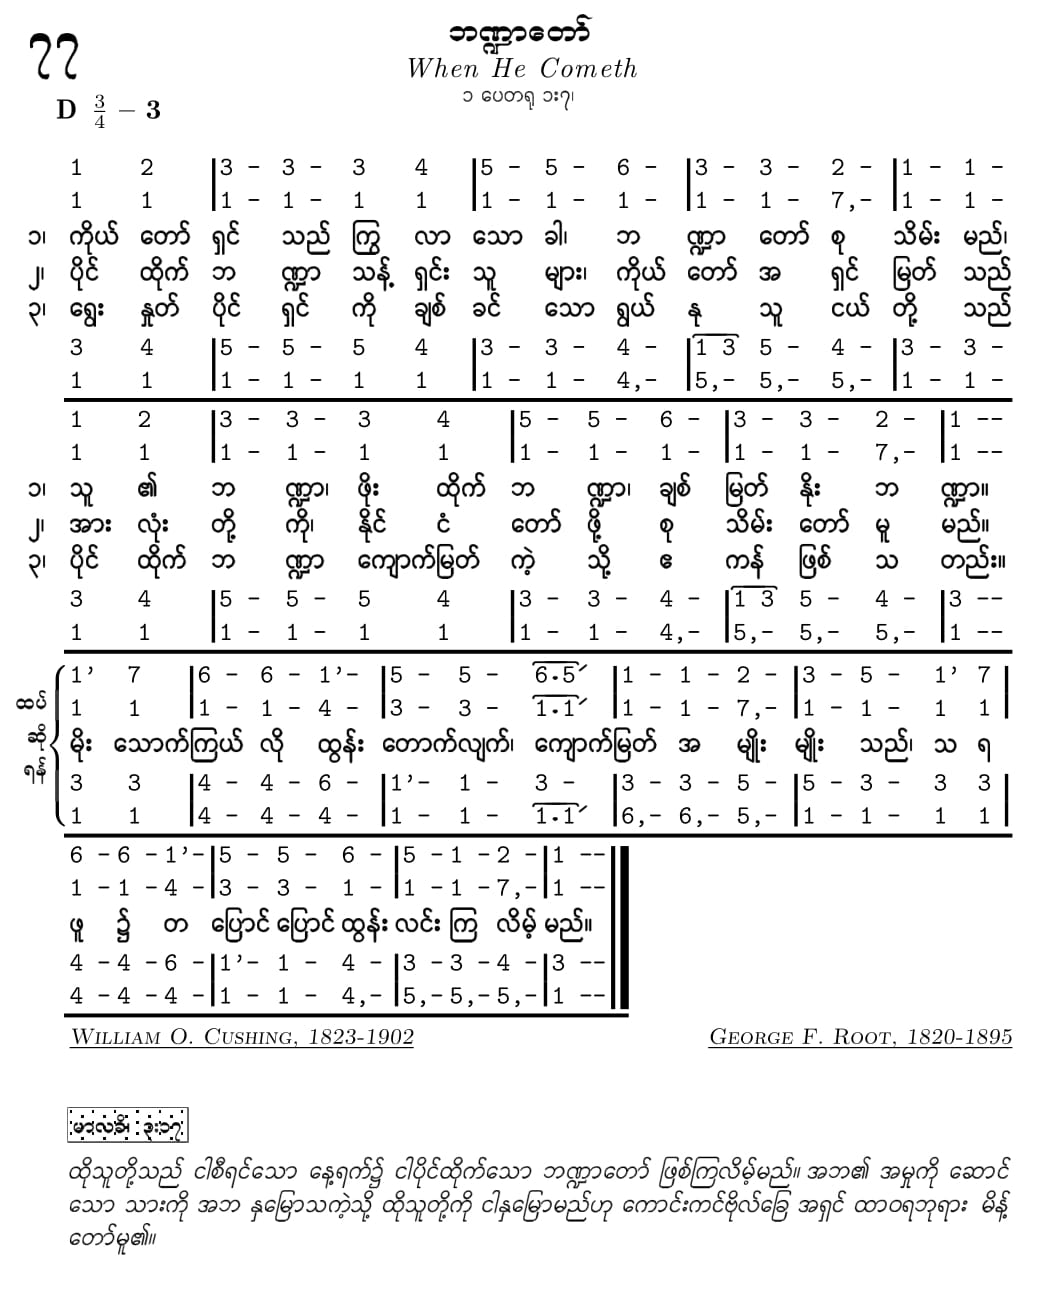 ၇၇
ဘဏ္ဍာတော်
When He Cometh
၁ ပေတရု ၁း၇၊
D 3/4 – 3
1 2 |3 - 3 - 3 4 |5 - 5 - 6 - |3 - 3 - 2 - |1 - 1 -
1 1 |1 - 1 - 1 1 |1 - 1 - 1 - |1 - 1 - 7,- |1 - 1 -
၁၊ ကိုယ် တော် ရှင် သည် ကြွ လာ သော ခါ၊ ဘ ဏ္ဍာ တော် စု သိမ်း မည်၊
၂၊ ပိုင် ထိုက် ဘ ဏ္ဍာ သန့် ရှင်း သူ များ၊ ကိုယ် တော် အ ရှင် မြတ် သည်
၃၊ ရွေး နှုတ် ပိုင် ရှင် ကို ချစ် ခင် သော ရွယ် နု သူ ငယ် တို့ သည်
3 4 |5 - 5 - 5 4 |3 - 3 - 4 - |1 3 5 - 4 - |3 - 3 -
1 1 |1 - 1 - 1 1 |1 - 1 - 4,- |5,- 5,- 5,- |1 - 1 -
1 2 |3 - 3 - 3 4 |5 - 5 - 6 - |3 - 3 - 2 - |1 --
1 1 |1 - 1 - 1 1 |1 - 1 - 1 - |1 - 1 - 7,- |1 --
၁၊ သူ ၏ ဘ ဏ္ဍာ၊ ဖိုး ထိုက် ဘ ဏ္ဍာ၊ ချစ် မြတ် နိုး ဘ ဏ္ဍာ။
၂၊ အား လုံး တို့ ကို၊ နိုင် ငံ တော် ဖို့ စု သိမ်း တော် မူ မည်။
၃၊ ပိုင် ထိုက် ဘ ဏ္ဍာ ကျောက်မြတ် ကဲ့ သို့ ဧ ကန် ဖြစ် သ တည်း။
3 4 |5 - 5 - 5 4 |3 - 3 - 4 - |1 3 5 - 4 - |3 --
1 1 |1 - 1 - 1 1 |1 - 1 - 4,- |5,- 5,- 5,- |1 --
ထပ်ဆိုရန်
1’ 7 |6 - 6 - 1’- |5 - 5 - 6.5 |1 - 1 - 2 - |3 - 5 - 1’ 7 |
1 1 |1 - 1 - 4 - |3 - 3 - 1.1 |1 - 1 - 7,- |1 - 1 - 1 1 |
မိုး သောက်ကြယ် လို ထွန်း တောက်လျက်၊ ကျောက်မြတ် အ မျိုး မျိုး သည်၊ သ ရ
3 3 |4 - 4 - 6 - |1’- 1 - 3 - |3 - 3 - 5 - |5 - 3 - 3 3 |
1 1 |4 - 4 - 4 - |1 - 1 - 1.1 |6,- 6,- 5,- |1 - 1 - 1 1 |
6 - 6 - 1’- |5 - 5 - 6 - |5 - 1 - 2 - |1 --
1 - 1 - 4 - |3 - 3 - 1 - |1 - 1 - 7,- |1 --
ဖူ ၌ တ ပြောင် ပြောင် ထွန်း လင်း ကြ လိမ့် မည်။
4 - 4 - 6 - |1’- 1 - 4 - |3 - 3 - 4 - |3 --
4 - 4 - 4 - |1 - 1 - 4,- |5,- 5,- 5,- |1 --
William O. Cushing, 1823-1902 George F. Root, 1820-1895
မာလခိ၊ ၃း၁၇
ထိုသူတို့သည် ငါစီရင်သော နေ့ရက်၌ ငါပိုင်ထိုက်သော ဘဏ္ဍာတော် ဖြစ်ကြလိမ့်မည်။ အဘ၏ အမှုကို ဆောင်
သော သားကို အဘ နှမြောသကဲ့သို့ ထိုသူတို့ကို ငါနှမြောမည်ဟု ကောင်းကင်ဗိုလ်ခြေ အရှင် ထာဝရဘုရား မိန့်
တော်မူ၏။